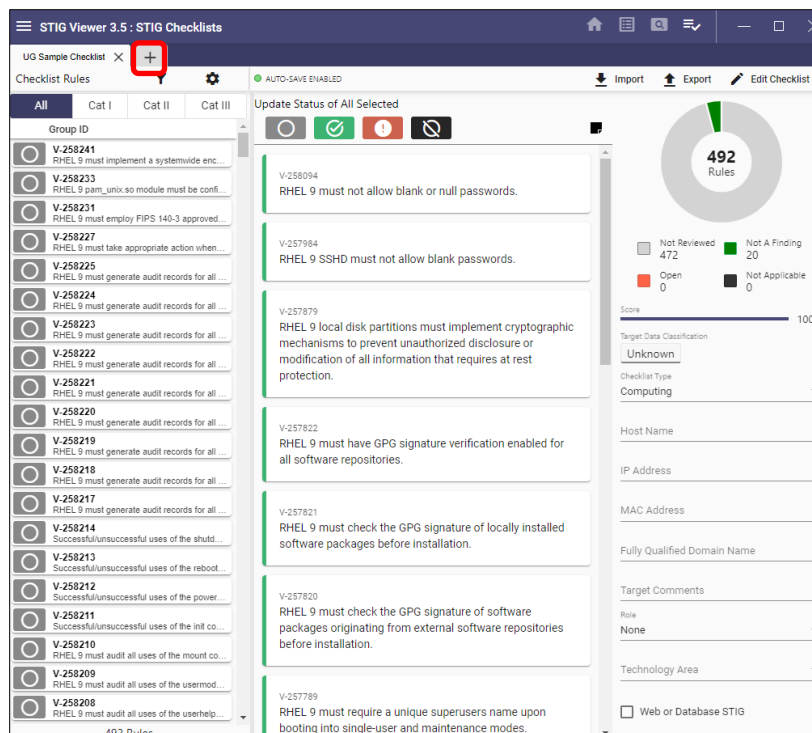 STIG Viewer 3.5 : STIG Checklists
UG Sample Checklist
Checklist Rules
AUTO-SAVE ENABLED
Import
Export
Edit Checklist
All
Cat I
Cat II
Cat III
Group ID
V-258241
RHEL 9 must implement a systemwide enc...
V-258233
RHEL 9 pam_unix.so module must be confi...
V-258231
RHEL 9 must employ FIPS 140-3 approved...
V-258227
RHEL 9 must take appropriate action when...
V-258225
RHEL 9 must generate audit records for all ...
V-258224
RHEL 9 must generate audit records for all ...
V-258223
RHEL 9 must generate audit records for all ...
V-258222
RHEL 9 must generate audit records for all ...
V-258221
RHEL 9 must generate audit records for all ...
V-258220
RHEL 9 must generate audit records for all ...
V-258219
RHEL 9 must generate audit records for all ...
V-258218
RHEL 9 must generate audit records for all ...
V-258217
RHEL 9 must generate audit records for all ...
V-258214
Successful/unsuccessful uses of the shutd...
V-258213
Successful/unsuccessful uses of the reboot...
V-258212
Successful/unsuccessful uses of the power...
V-258211
Successful/unsuccessful uses of the init co...
V-258210
RHEL 9 must audit all uses of the mount co...
V-258209
RHEL 9 must audit all uses of the usermod...
V-258208
RHEL 9 must audit all uses of the userhelp...
492 Rules
Update Status of All Selected
V-258094
RHEL 9 must not allow blank or null passwords.
V-257984
RHEL 9 SSHD must not allow blank passwords.
V-257879
RHEL 9 local disk partitions must implement cryptographic
mechanisms to prevent unauthorized disclosure or
modification of all information that requires at rest
protection.
V-257822
RHEL 9 must have GPG signature verification enabled for
all software repositories.
V-257821
RHEL 9 must check the GPG signature of locally installed
software packages before installation.
V-257820
RHEL 9 must check the GPG signature of software
packages originating from external software repositories
before installation.
V-257789
RHEL 9 must require a unique superusers name upon
booting into single-user and maintenance modes.
492
Rules
Not Reviewed
472
Not A Finding
20
Open
0
Not Applicable
0
Score
100
Target Data Classification
Unknown
Checklist Type
Computing
Host Name
IP Address
MAC Address
Fully Qualified Domain Name
Target Comments
Role
None
Technology Area
Web or Database STIG